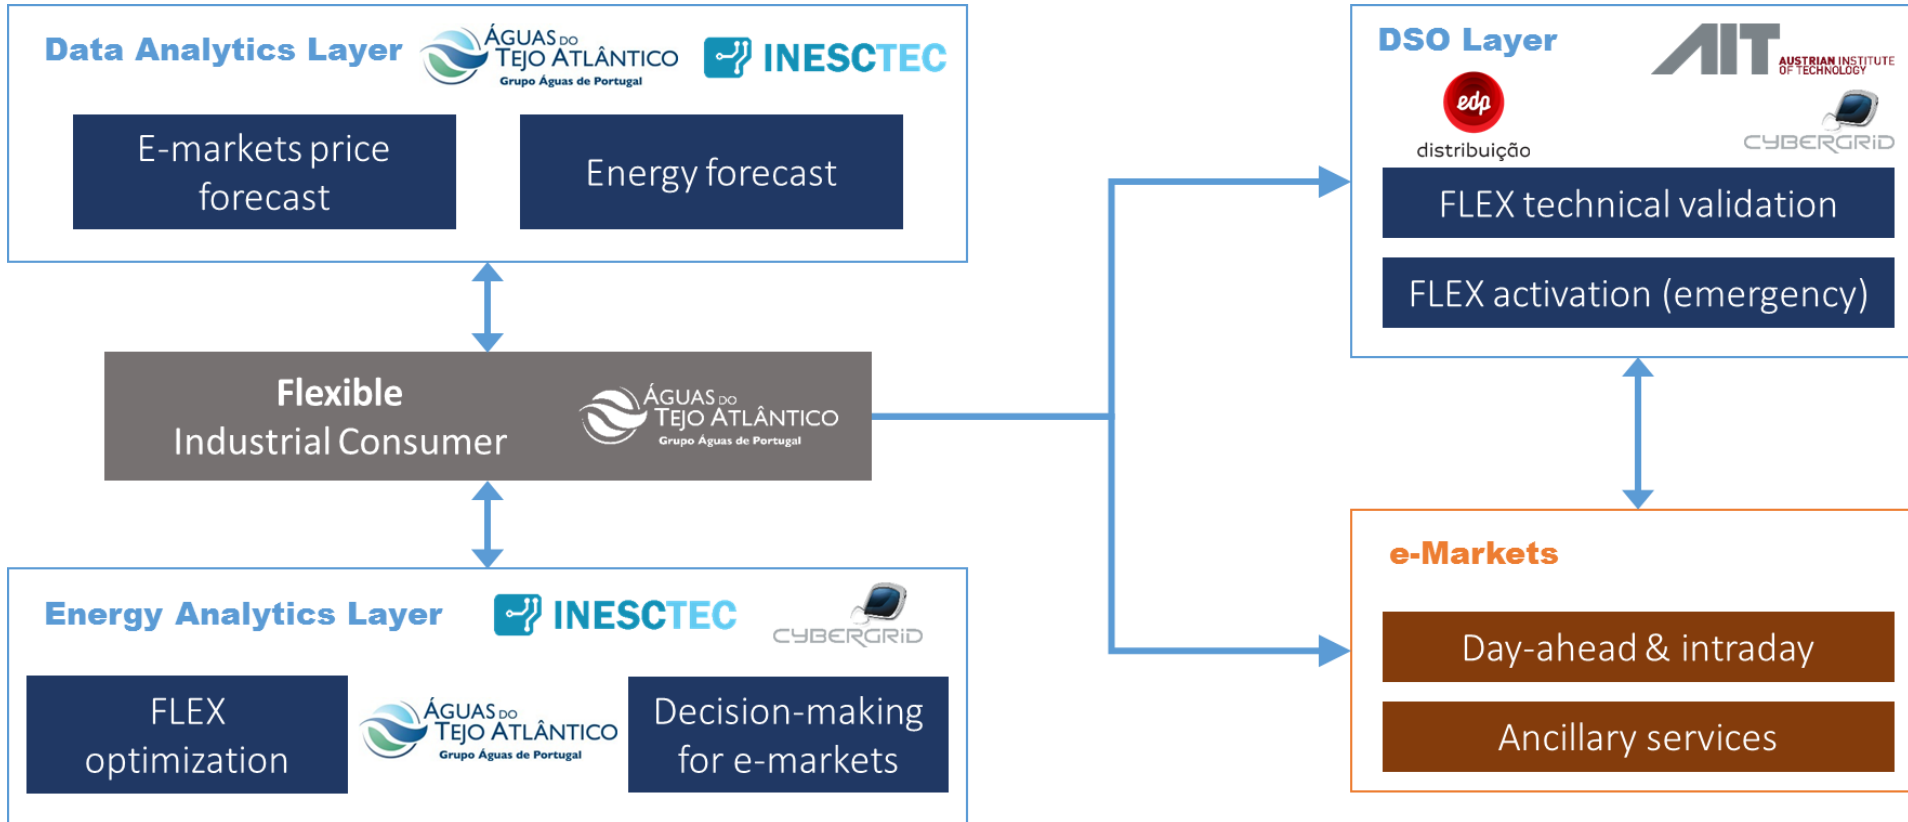 Data Analytics Layer
ÁGUAS DO
TEJO ATLÂNTICO
Grupo Águas de Portugal
INESCTEC
E-markets price
forecast
Energy forecast
DSO Layer
AIT
AUSTRIAN INSTITUTE
OF TECHNOLOGY
edp
distribuição
CYBERGRID
FLEX technical validation
FLEX activation (emergency)
Flexible
Industrial Consumer
ÁGUAS DO
TEJO ATLÂNTICO
Grupo Águas de Portugal
Energy Analytics Layer
INESCTEC
CYBERGRID
FLEX
optimization
ÁGUAS DO
TEJO ATLÂNTICO
Grupo Águas de Portugal
Decision-making
for e-markets
e-Markets
Day-ahead & intraday
Ancillary services